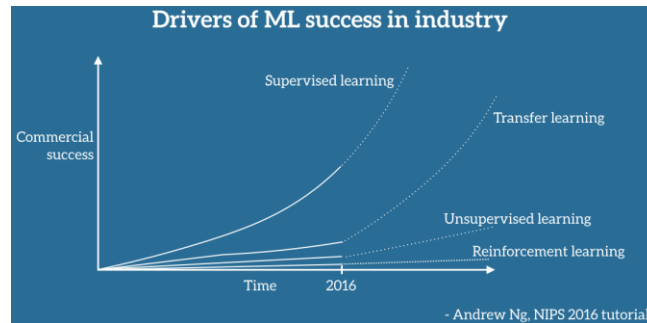 Drivers of ML success in industry
Supervised learning
Transfer learning
Commercial
success
Unsupervised learning
Reinforcement learning
Time
2016
- Andrew Ng, NIPS 2016 tutorial